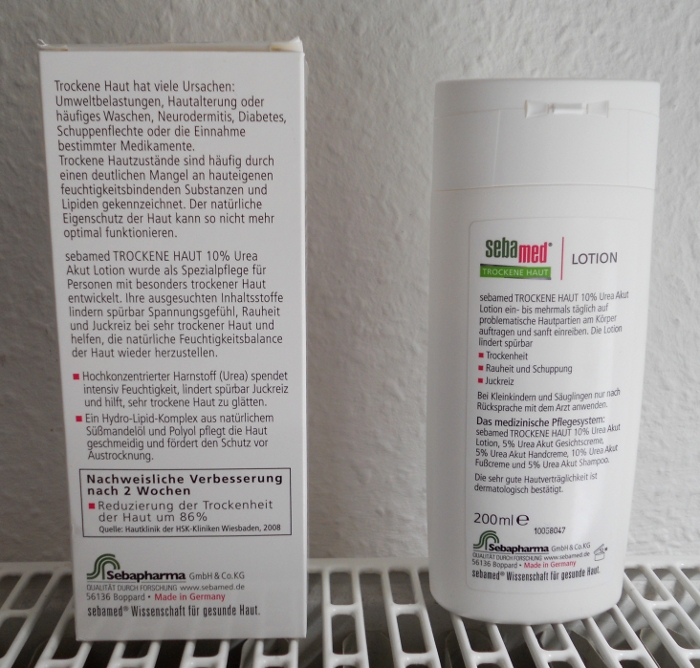 Trockene Haut hat viele Ursachen:
Umweltbelastungen, Hautalterung oder
häufiges Waschen, Neurodermitis, Diabetes,
Schuppenflechte oder die Einnahme
bestimmter Medikamente.
Trockene Hautzustände sind häufig durch
einen deutlichen Mangel an hauteigenen
feuchtigkeitsbindenden Substanzen und
Lipiden gekennzeichnet. Der natürliche
Eigenschutz der Haut kann so nicht mehr
optimal funktionieren.
sebamed TROCKENE HAUT 10% Urea
Akut Lotion wurde als Spezialpflege für
Personen mit besonders trockener Haut
entwickelt. Ihre ausgesuchten Inhaltsstoffe
lindern spürbar Spannungsgefühl, Rauheit
und Juckreiz bei sehr trockener Haut und
helfen, die natürliche Feuchtigkeitsbalance
der Haut wieder herzustellen.
Hochkonzentrierter Harnstoff (Urea) spendet
intensiv Feuchtigkeit, lindert spürbar Juckreiz
und hilft, sehr trockene Haut zu glätten.
Ein Hydro-Lipid-Komplex aus natürlichem
Süßmandelöl und Polyol pflegt die Haut
geschmeidig und fördert den Schutz vor
Austrocknung.
Nachweisliche Verbesserung
nach 2 Wochen
Reduzierung der Trockenheit
der Haut um 86%
Quelle: Hautklinik der HSK-Kliniken Wiesbaden, 2008
Sebapharma GmbH & Co.KG
QUALITÄT DURCH FORSCHUNG www.sebamed.de
56136 Boppard • Made in Germany
sebamed® Wissenschaft für gesunde Haut.
sebamed®
TROCKENE HAUT
LOTION
sebamed TROCKENE HAUT 10% Urea Akut
Lotion ein- bis mehrmals täglich auf
problematische Hautpartien am Körper
auftragen und sanft einreiben. Die Lotion
lindert spürbar
Trockenheit
Rauheit und Schuppung
Juckreiz
Bei Kleinkindern und Säuglingen nur nach
Rücksprache mit dem Arzt anwenden.
Das medizinische Pflegesystem:
sebamed TROCKENE HAUT 10% Urea Akut
Lotion, 5% Urea Akut Gesichtscreme,
5% Urea Akut Handcreme, 10% Urea Akut
Fußcreme und 5% Urea Akut Shampoo.
Die sehr gute Hautverträglichkeit ist
dermatologisch bestätigt.
200ml e
10058047
Sebapharma GmbH & Co.KG
QUALITÄT DURCH FORSCHUNG www.sebamed.de
56136 Boppard • Made in Germany
sebamed® Wissenschaft für gesunde Haut.